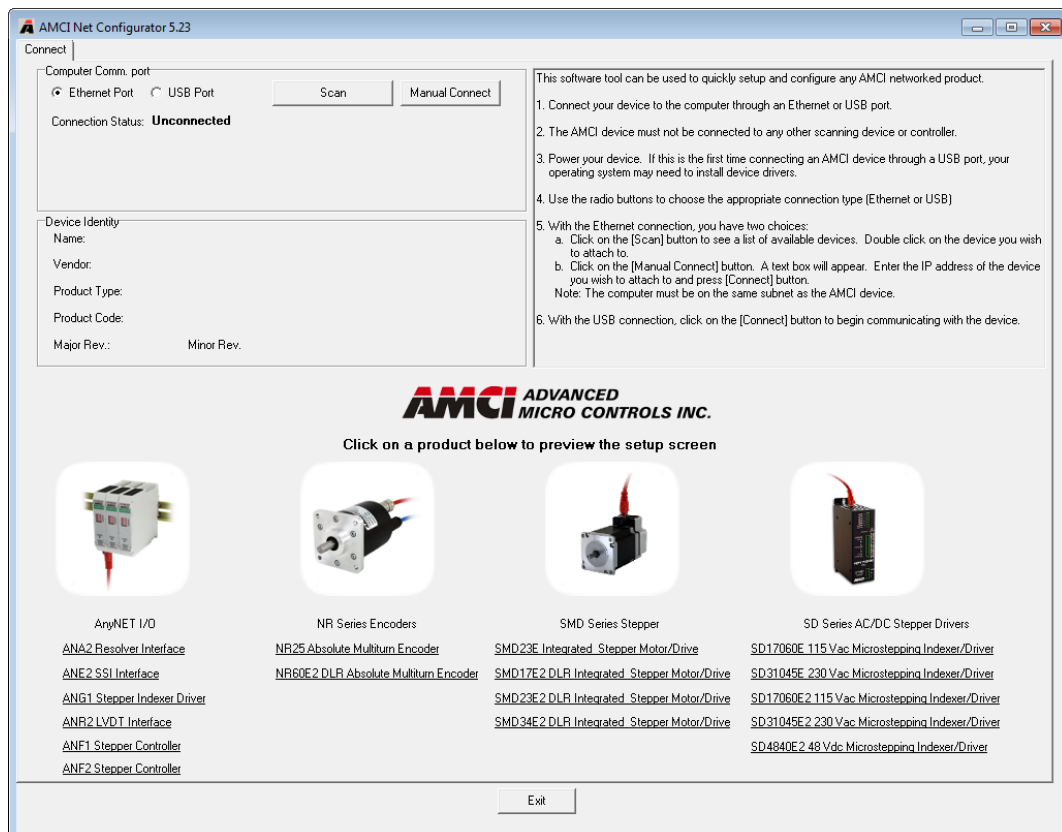 AMCI Net Configurator 5.23
Connect
Computer Comm. port
Ethernet Port USB Port Scan Manual Connect
Connection Status: Unconnected
Device Identity
Name:
Vendor:
Product Type:
Product Code:
Major Rev.: Minor Rev.
This software tool can be used to quickly setup and configure any AMCI networked product.
1. Connect your device to the computer through an Ethernet or USB port.
2. The AMCI device must not be connected to any other scanning device or controller.
3. Power your device. If this is the first time connecting an AMCI device through a USB port, your
operating system may need to install device drivers.
4. Use the radio buttons to choose the appropriate connection type (Ethernet or USB)
5. With the Ethernet connection, you have two choices:
a. Click on the [Scan] button to see a list of available devices. Double click on the device you wish
to attach to.
b. Click on the [Manual Connect] button. A text box will appear. Enter the IP address of the device
you wish to attach to and press [Connect] button.
Note: The computer must be on the same subnet as the AMCI device.
6. With the USB connection, click on the [Connect] button to begin communicating with the device.
AMCI ADVANCED
MICRO CONTROLS INC.
Click on a product below to preview the setup screen
AnyNET I/O
ANA2 Resolver Interface
ANE2 SSI Interface
ANG1 Stepper Indexer Driver
ANR2 LVDT Interface
ANF1 Stepper Controller
ANF2 Stepper Controller
NR Series Encoders
NR25 Absolute Multiturn Encoder
NR60E2 DLR Absolute Multiturn Encoder
SMD Series Stepper
SMD23E Integrated Stepper Motor/Drive
SMD17E2 DLR Integrated Stepper Motor/Drive
SMD23E2 DLR Integrated Stepper Motor/Drive
SMD34E2 DLR Integrated Stepper Motor/Drive
SD Series AC/DC Stepper Drivers
SD17060E 115 Vac Microstepping Indexer/Driver
SD31045E 230 Vac Microstepping Indexer/Driver
SD17060E2 115 Vac Microstepping Indexer/Driver
SD31045E2 230 Vac Microstepping Indexer/Driver
SD4840E2 48 Vdc Microstepping Indexer/Driver
Exit